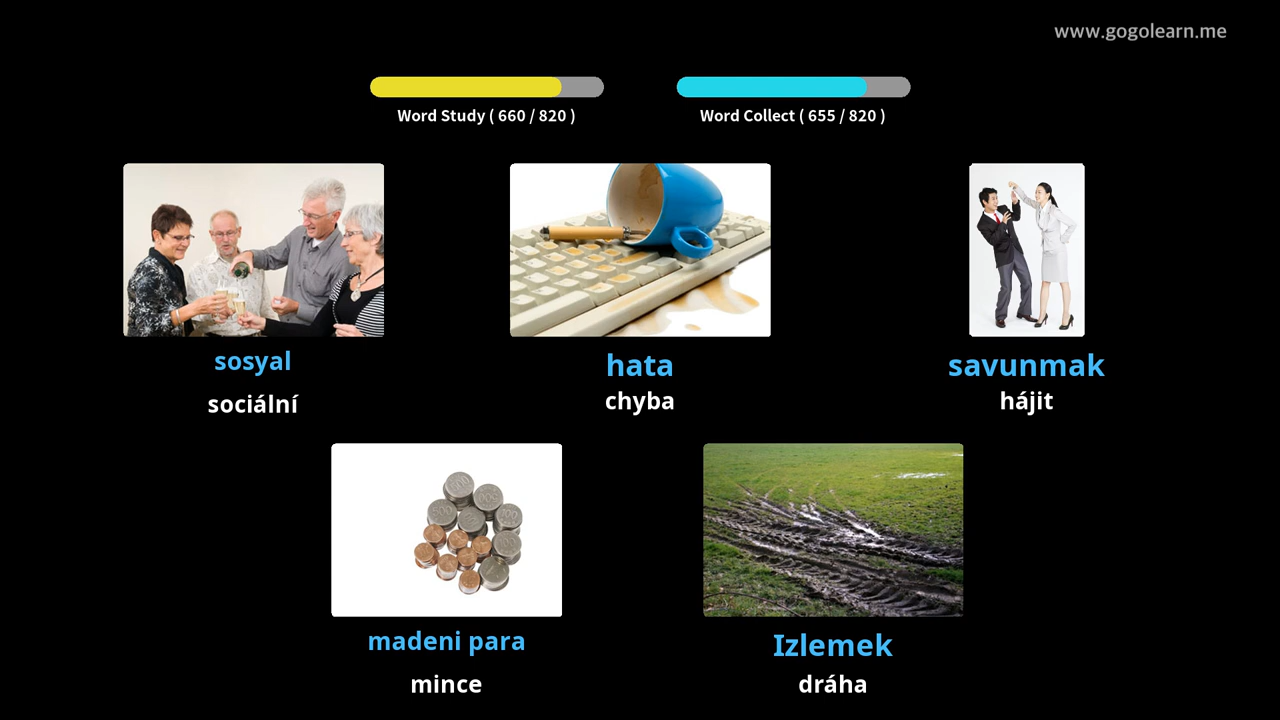 www.gogolearn.me
Word Study ( 660 / 820 )
Word Collect ( 655 / 820 )
sosyal
sociální
hata
chyba
savunmak
hájit
madeni para
mince
Izlemek
dráha